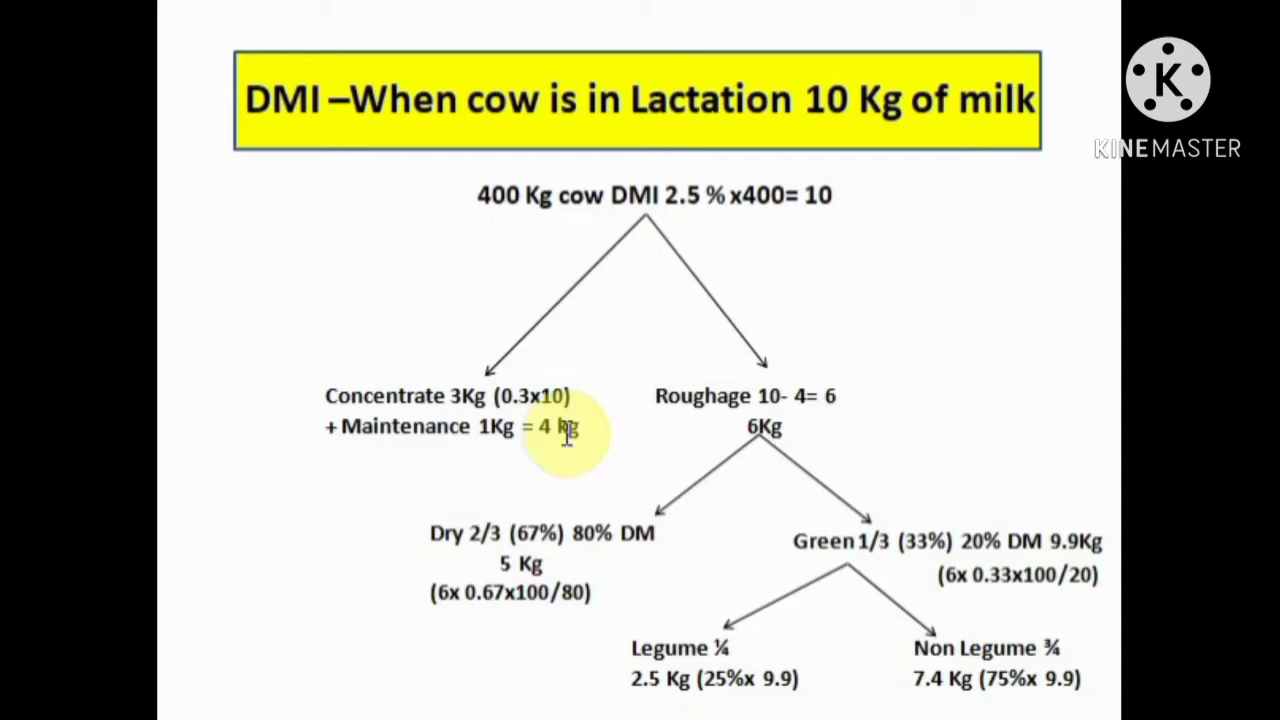 DMI –When cow is in Lactation 10 Kg of milk
K
KINEMASTER
400 Kg cow DMI 2.5 % x400= 10
Concentrate 3Kg (0.3x10)
+ Maintenance 1Kg = 4 kg
Roughage 10- 4= 6
6Kg
Dry 2/3 (67%) 80% DM
5 Kg
(6x 0.67x100/80)
Green 1/3 (33%) 20% DM 9.9Kg
(6x 0.33x100/20)
Legume ¼
2.5 Kg (25%x 9.9)
Non Legume ¾
7.4 Kg (75%x 9.9)